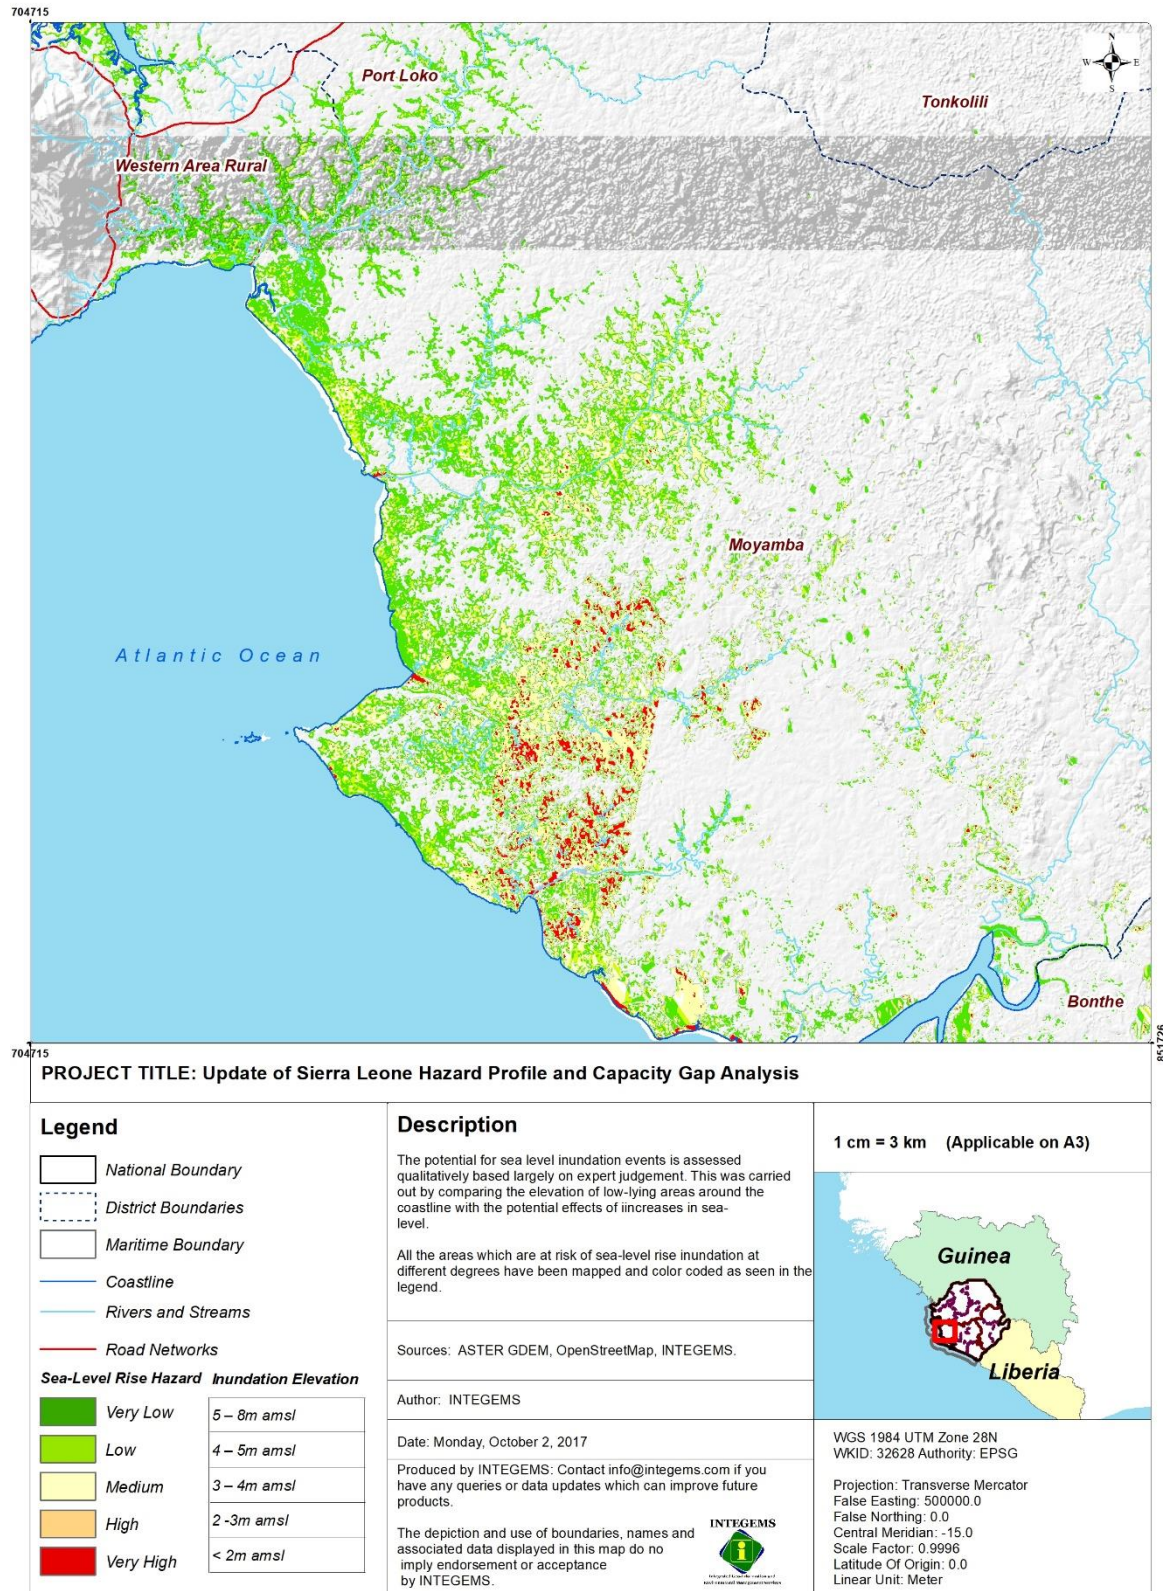 704715
N
W E
S
Port Loko
Tonkolili
Western Area Rural
Moyamba
Atlantic Ocean
Bonthe
704715
851726
PROJECT TITLE: Update of Sierra Leone Hazard Profile and Capacity Gap Analysis
Legend
National Boundary
District Boundaries
Maritime Boundary
Coastline
Rivers and Streams
Road Networks
Sea-Level Rise Hazard Inundation Elevation
Very Low 5 – 8m amsl
Low 4 – 5m amsl
Medium 3 – 4m amsl
High 2 -3m amsl
Very High < 2m amsl
Description
The potential for sea level inundation events is assessed
qualitatively based largely on expert judgement. This was carried
out by comparing the elevation of low-lying areas around the
coastline with the potential effects of iincreases in sea-
level.
All the areas which are at risk of sea-level rise inundation at
different degrees have been mapped and color coded as seen in the
legend.
Sources: ASTER GDEM, OpenStreetMap, INTEGEMS.
Author: INTEGEMS
Date: Monday, October 2, 2017
Produced by INTEGEMS: Contact info@integems.com if you
have any queries or data updates which can improve future
products.
The depiction and use of boundaries, names and
associated data displayed in this map do no
imply endorsement or acceptance
by INTEGEMS.
INTEGEMS
1 cm = 3 km (Applicable on A3)
Guinea
Liberia
WGS 1984 UTM Zone 28N
WKID: 32628 Authority: EPSG
Projection: Transverse Mercator
False Easting: 500000.0
False Northing: 0.0
Central Meridian: -15.0
Scale Factor: 0.9996
Latitude Of Origin: 0.0
Linear Unit: Meter